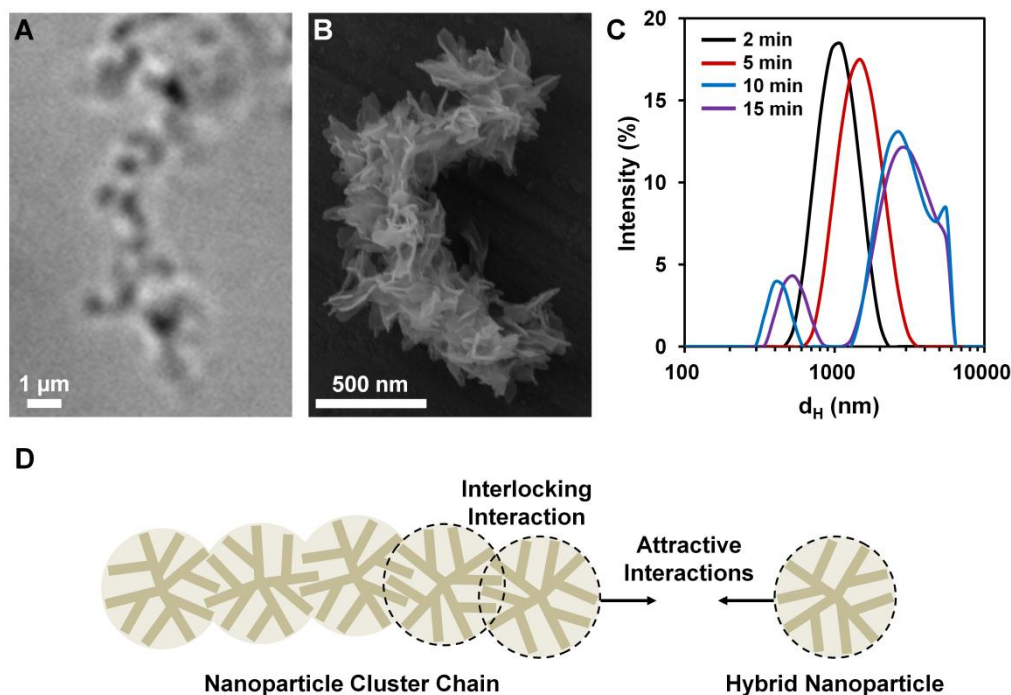 A
1 µm
B
500 nm
C
20
15
10
5
0
Intensity (%)
2 min
5 min
10 min
15 min
100
1000
10000
dH (nm)
D
Interlocking
Interaction
Attractive
Interactions
Nanoparticle Cluster Chain
Hybrid Nanoparticle